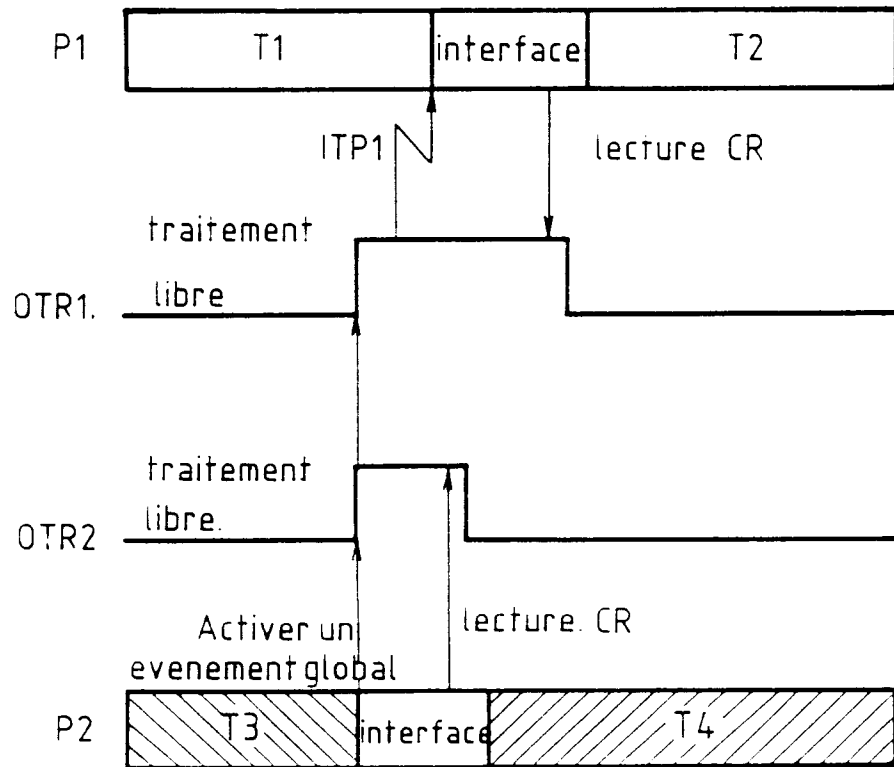 P1
T1
interface
T2
ITP1
lecture CR
traitement
libre
OTR1.
traitement
libre.
OTR2
Activer un
evenement global
lecture. CR
P2
T3
interface
T4